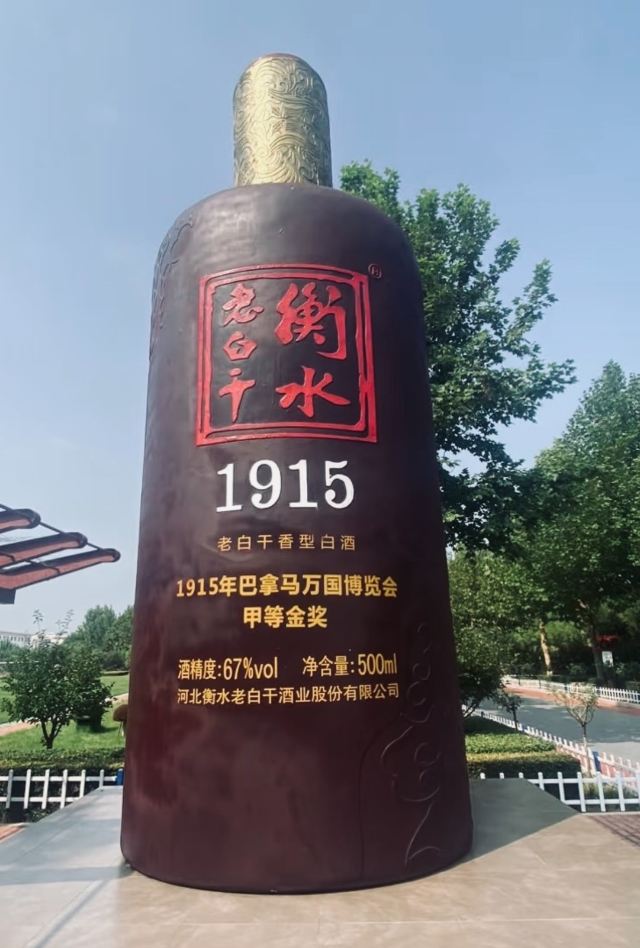 衡水
老白干
®
1915
老白干香型白酒
1915年巴拿马万国博览会
甲等金奖
酒精度:67%vol 净含量:500ml
河北衡水老白干酒业股份有限公司